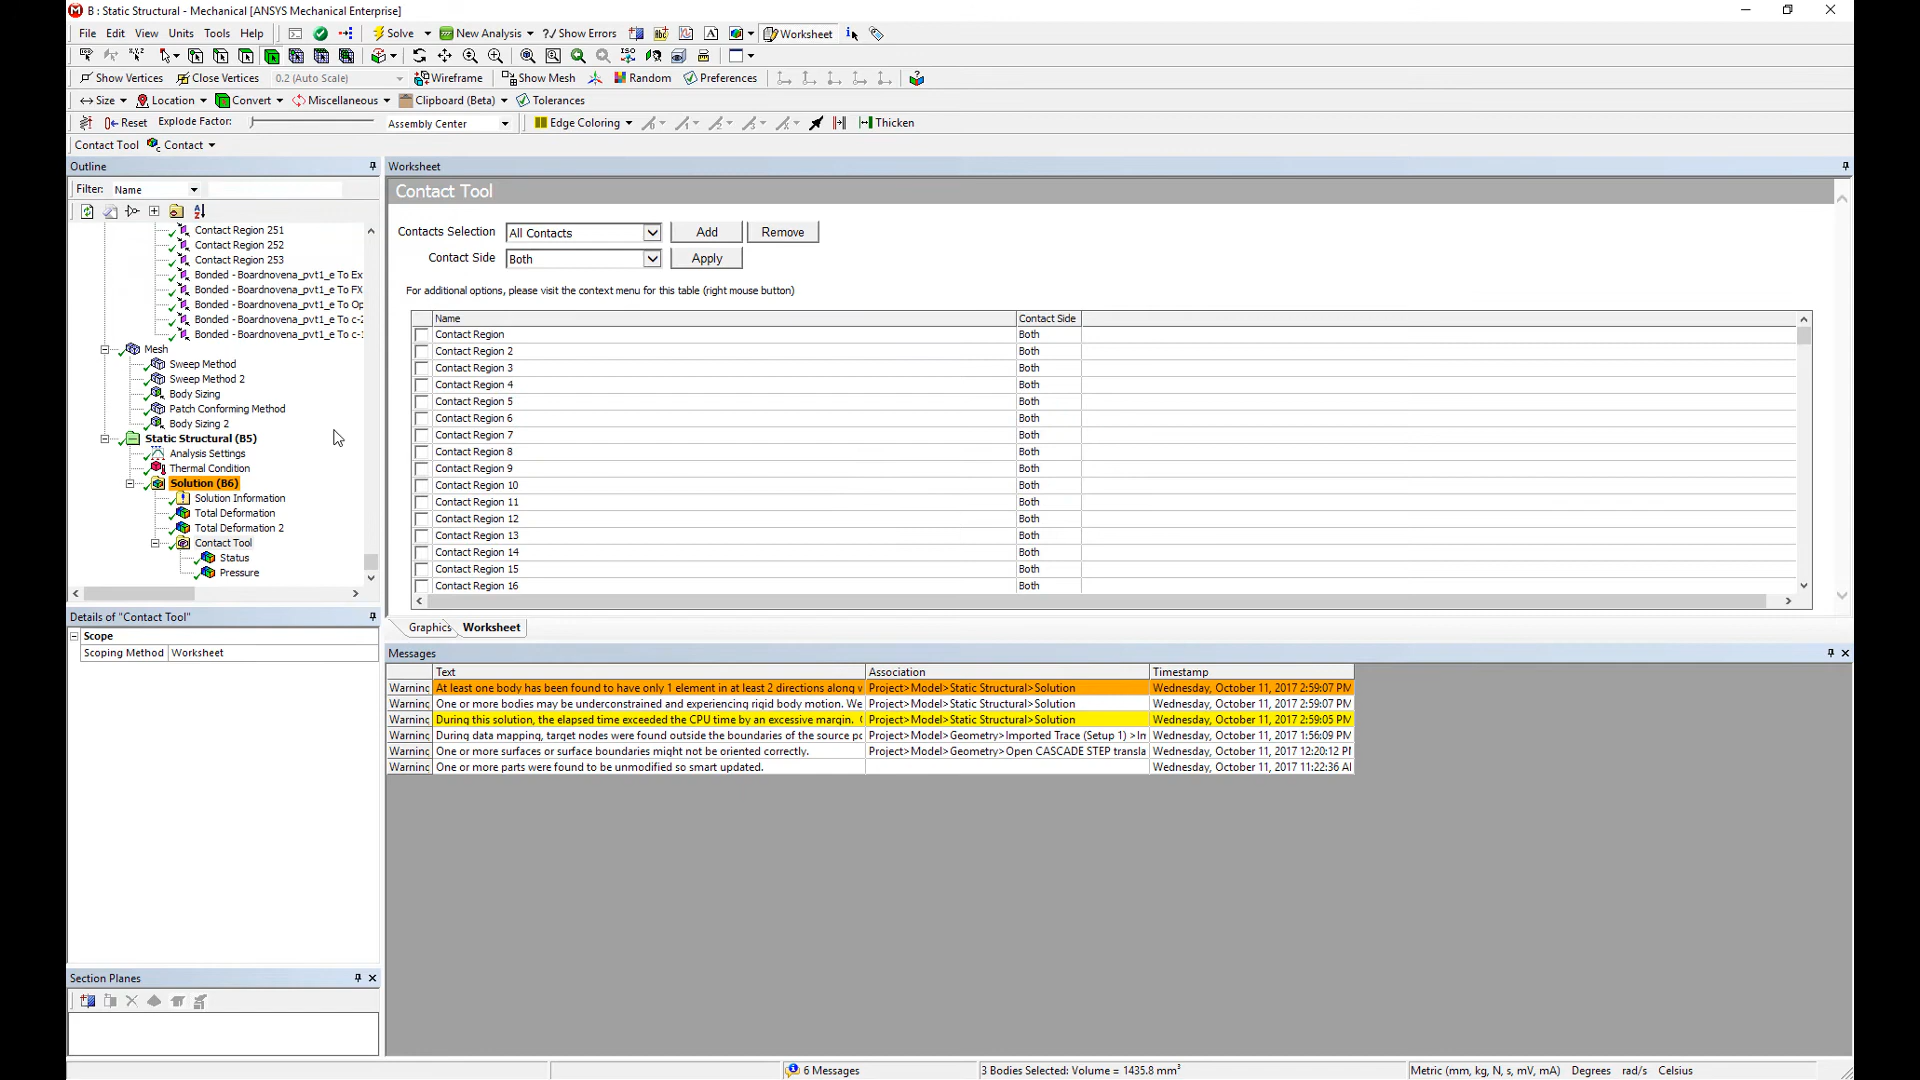 B : Static Structural - Mechanical [ANSYS Mechanical Enterprise]
File Edit View Units Tools Help Solve New Analysis ?/ Show Errors Worksheet
Show Vertices Close Vertices 0.2 (Auto Scale) Wireframe Show Mesh Random Preferences
Size Location Convert Miscellaneous Clipboard (Beta) Tolerances
Reset Explode Factor: Assembly Center Edge Coloring Thicken
Contact Tool Contact
Outline
Filter: Name
Contact Region 251
Contact Region 252
Contact Region 253
Bonded - Boardnovena_pvt1_e To Ex
Bonded - Boardnovena_pvt1_e To FX
Bonded - Boardnovena_pvt1_e To Op
Bonded - Boardnovena_pvt1_e To c-2
Bonded - Boardnovena_pvt1_e To c-1
Mesh
Sweep Method
Sweep Method 2
Body Sizing
Patch Conforming Method
Body Sizing 2
Static Structural (B5)
Analysis Settings
Thermal Condition
Solution (B6)
Solution Information
Total Deformation
Total Deformation 2
Contact Tool
Status
Pressure
Details of "Contact Tool"
Scope
Scoping Method Worksheet
Section Planes
Worksheet
Contact Tool
Contacts Selection All Contacts Add Remove
Contact Side Both Apply
For additional options, please visit the context menu for this table (right mouse button)
Name Contact Side
Contact Region Both
Contact Region 2 Both
Contact Region 3 Both
Contact Region 4 Both
Contact Region 5 Both
Contact Region 6 Both
Contact Region 7 Both
Contact Region 8 Both
Contact Region 9 Both
Contact Region 10 Both
Contact Region 11 Both
Contact Region 12 Both
Contact Region 13 Both
Contact Region 14 Both
Contact Region 15 Both
Contact Region 16 Both
Graphics Worksheet
Messages
Text Association Timestamp
Warninc At least one body has been found to have only 1 element in at least 2 directions along v Project>Model>Static Structural>Solution Wednesday, October 11, 2017 2:59:07 PM
Warninc One or more bodies may be underconstrained and experiencing rigid body motion. We Project>Model>Static Structural>Solution Wednesday, October 11, 2017 2:59:07 PM
Warninc During this solution, the elapsed time exceeded the CPU time by an excessive margin. Project>Model>Static Structural>Solution Wednesday, October 11, 2017 2:59:05 PM
Warninc During data mapping, target nodes were found outside the boundaries of the source pc Project>Model>Geometry>Imported Trace (Setup 1) >In Wednesday, October 11, 2017 1:56:09 PM
Warninc One or more surfaces or surface boundaries might not be oriented correctly. Project>Model>Geometry>Open CASCADE STEP transla Wednesday, October 11, 2017 12:20:12 PI
Warninc One or more parts were found to be unmodified so smart updated. Wednesday, October 11, 2017 11:22:36 AI
6 Messages 3 Bodies Selected: Volume = 1435.8 mm³ Metric (mm, kg, N, s, mV, mA) Degrees rad/s Celsius